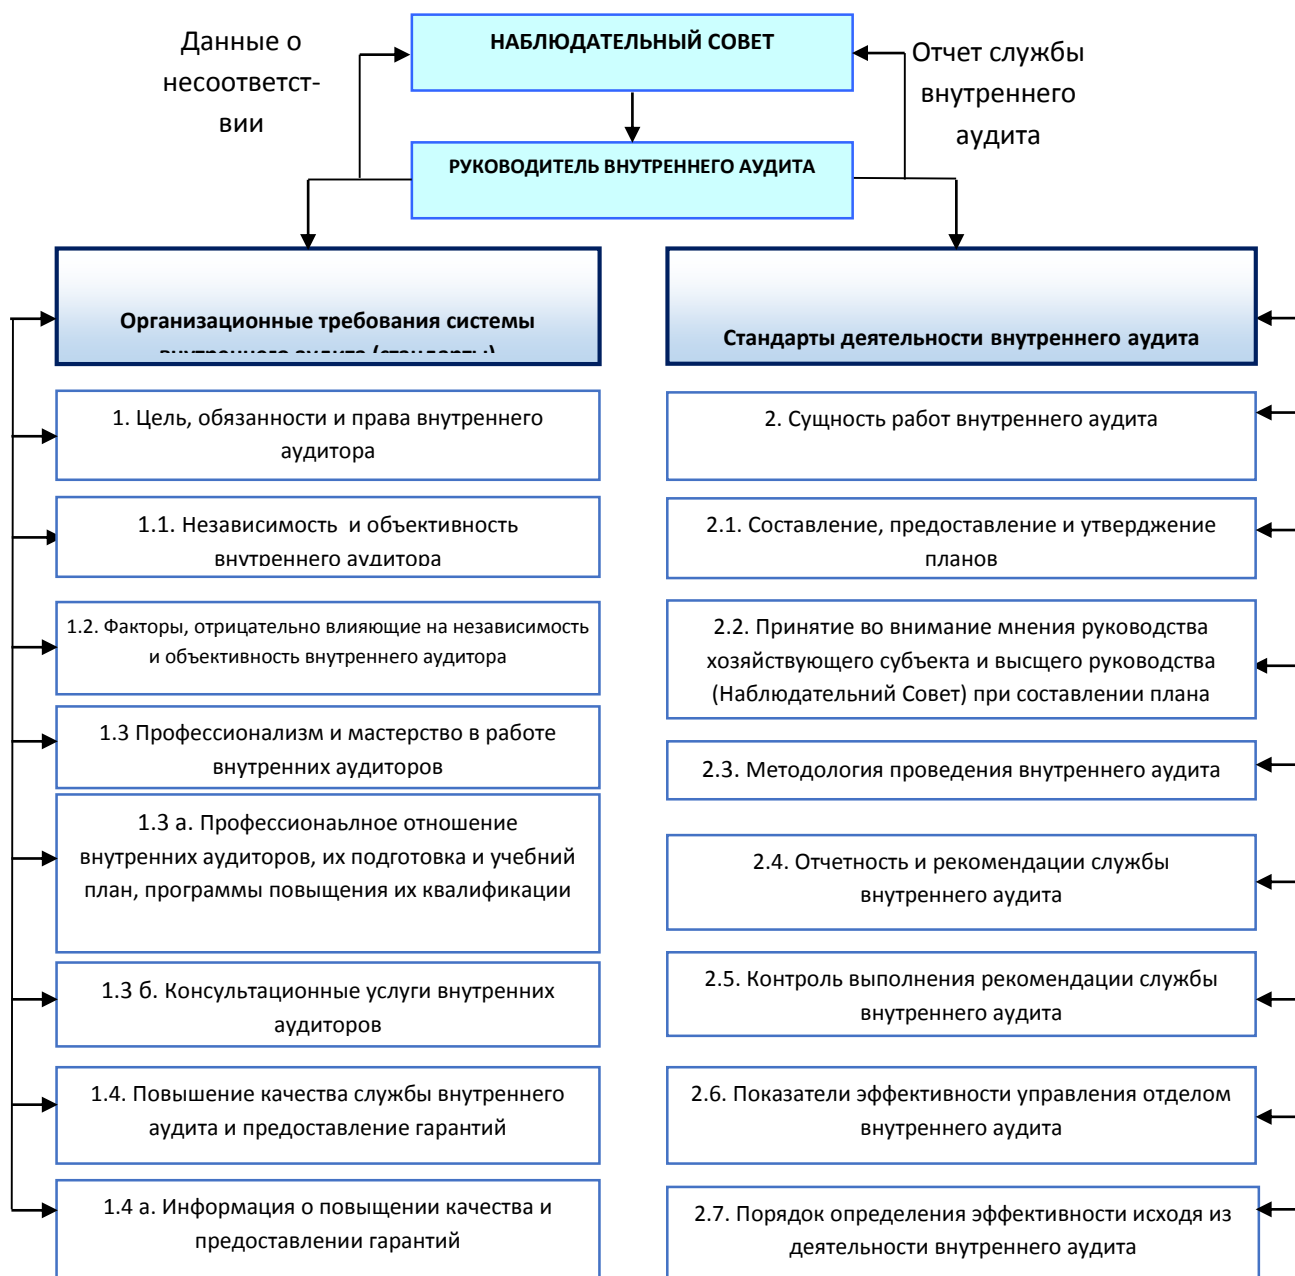 Данные о
несоответст-
вии
НАБЛЮДАТЕЛЬНЫЙ СОВЕТ
Отчет службы
внутреннего
аудита
РУКОВОДИТЕЛЬ ВНУТРЕННЕГО АУДИТА
Организационные требования системы
внутреннего аудита (стандарты)
1. Цель, обязанности и права внутреннего
аудитора
1.1. Независимость и объективность
внутреннего аудитора
1.2. Факторы, отрицательно влияющие на независимость
и объективность внутреннего аудитора
1.3 Профессионализм и мастерство в работе
внутренних аудиторов
1.3 а. Профессионаьлное отношение
внутренних аудиторов, их подготовка и учебний
план, программы повыщения их квалификации
1.3 б. Консультационные услуги внутренних
аудиторов
1.4. Повышение качества службы внутреннего
аудита и предоставление гарантий
1.4 а. Информация о повыщении качества и
предоставлении гарантий
Стандарты деятельности внутреннего аудита
2. Сущность работ внутреннего аудита
2.1. Составление, предоставление и утверджение
планов
2.2. Принятие во внимание мнения руководства
хозяйствующего субъекта и высщего руководства
(Наблюдательний Совет) при составлении плана
2.3. Методология проведения внутреннего аудита
2.4. Отчетность и рекомендации службы
внутреннего аудита
2.5. Контроль выполнения рекомендации службы
внутреннего аудита
2.6. Показатели эффективности управления отделом
внутреннего аудита
2.7. Порядок определения эффективности исходя из
деятельности внутреннего аудита